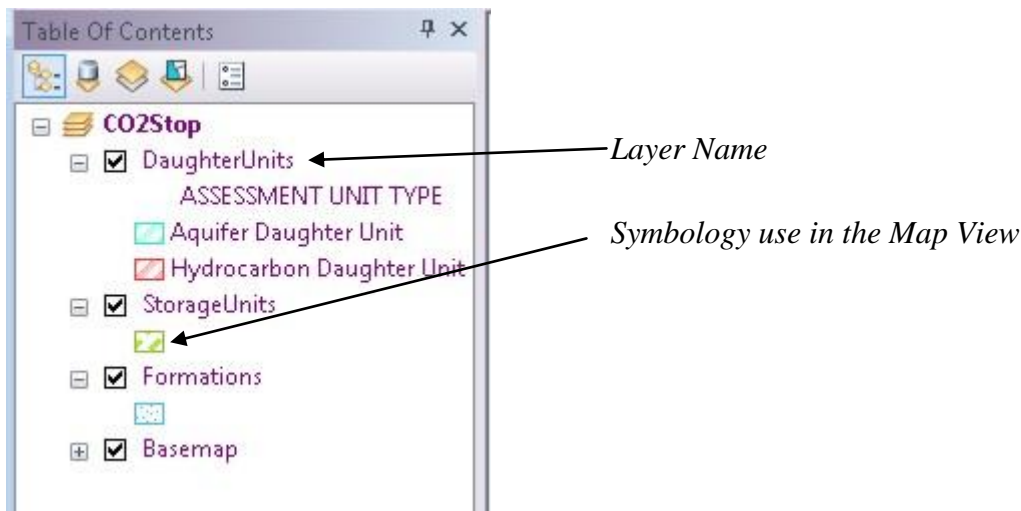 Table Of Contents
CO2Stop
DaughterUnits
Layer Name
ASSESSMENT UNIT TYPE
Aquifer Daughter Unit
Symbology use in the Map View
Hydrocarbon Daughter Unit
StorageUnits
Formations
Basemap